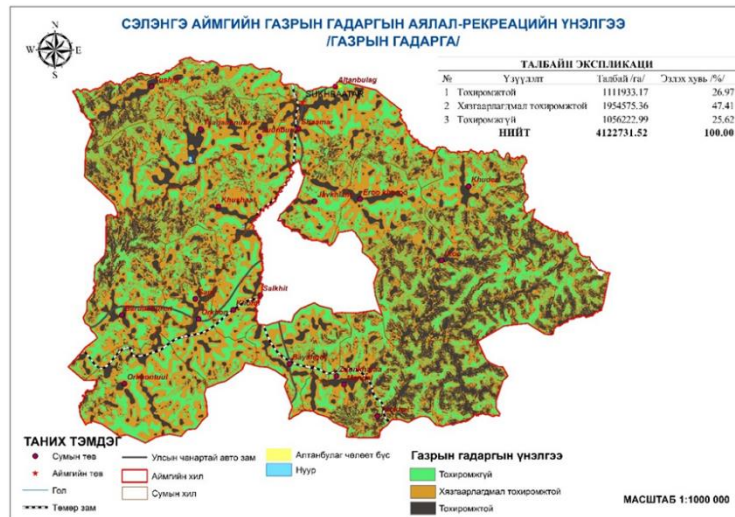 СЭЛЭНГЭ АЙМГИЙН ГАЗРЫН ГАДАРГЫН АЯЛАЛ-РЕКРЕАЦИЙН ҮНЭЛГЭЭ
/ГАЗРЫН ГАДАРГА/
N
W E
S
ТАЛБАЙН ЭКСПЛИКАЦИ
№ Үзүүлэлт Талбай /га/ Эзлэх хувь /%/
1 Тохиромжтой 1111933.17 26.97
2 Хязгаарлагдмал тохиромжтой 1954575.36 47.41
3 Тохиромжгүй 1056222.99 25.62
НИЙТ 4122731.52 100.00
Altanbulag
SUKHBAATAR
Khuder
Khushaat
Salkhit
Orkhon
Orkhontuul
ТАНИХ ТЭМДЭГ
Сумын төв
Аймгийн төв
Гол
Төмөр зам
Улсын чанартай авто зам
Аймгийн хил
Сумын хил
Алтанбулаг чөлөөт бүс
Нуур
Газрын гадаргын үнэлгээ
Тохиромжгүй
Хязгаарлагдмал тохиромжтой
Тохиромжтой
МАСШТАБ 1:1000 000